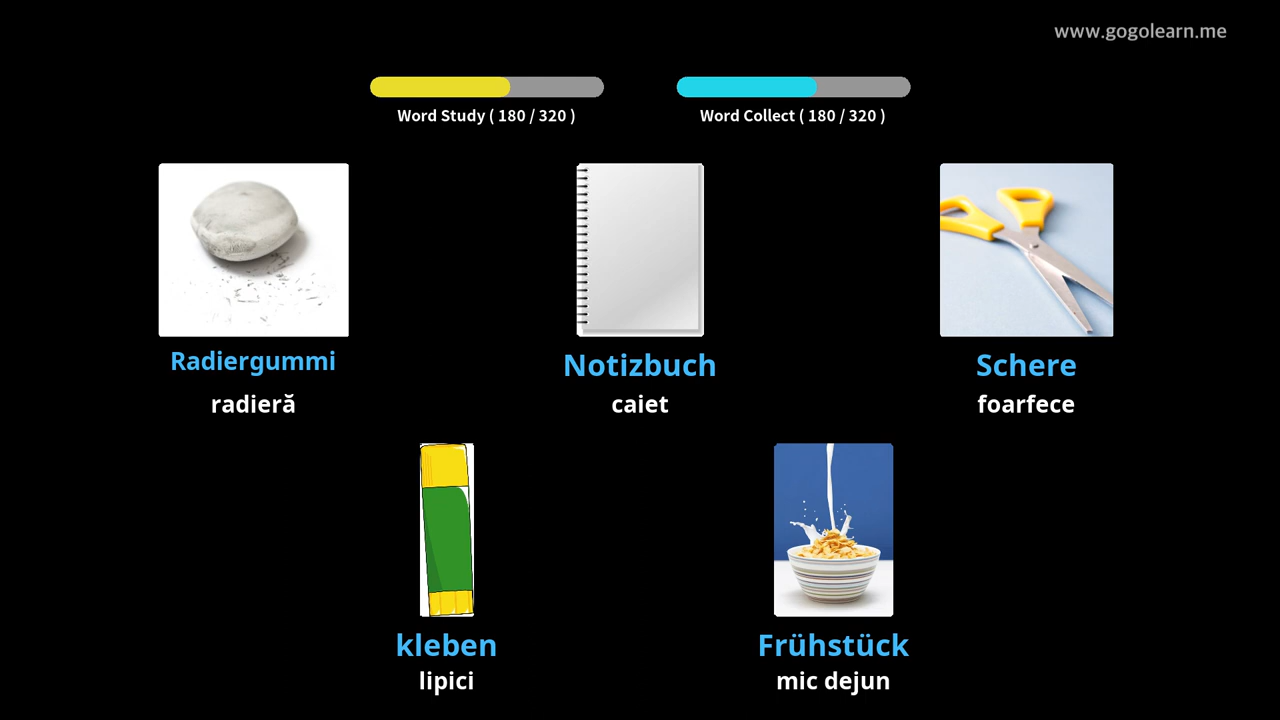 www.gogolearn.me
Word Study ( 180 / 320 )
Word Collect ( 180 / 320 )
Radiergummi
radieră
Notizbuch
caiet
Schere
foarfece
kleben
lipici
Frühstück
mic dejun